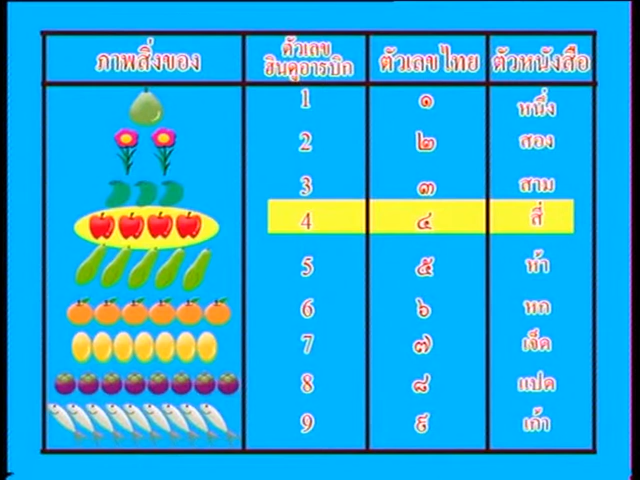 ภาพสิ่งของ ตัวเลข ฮินดูอารบิก ตัวเลขไทย ตัวหนังสือ
1 ๑ หนึ่ง
2 ๒ สอง
3 ๓ สาม
4 ๔ สี่
5 ๕ ห้า
6 ๖ หก
7 ๗ เจ็ด
8 ๘ แปด
9 ๙ เก้า